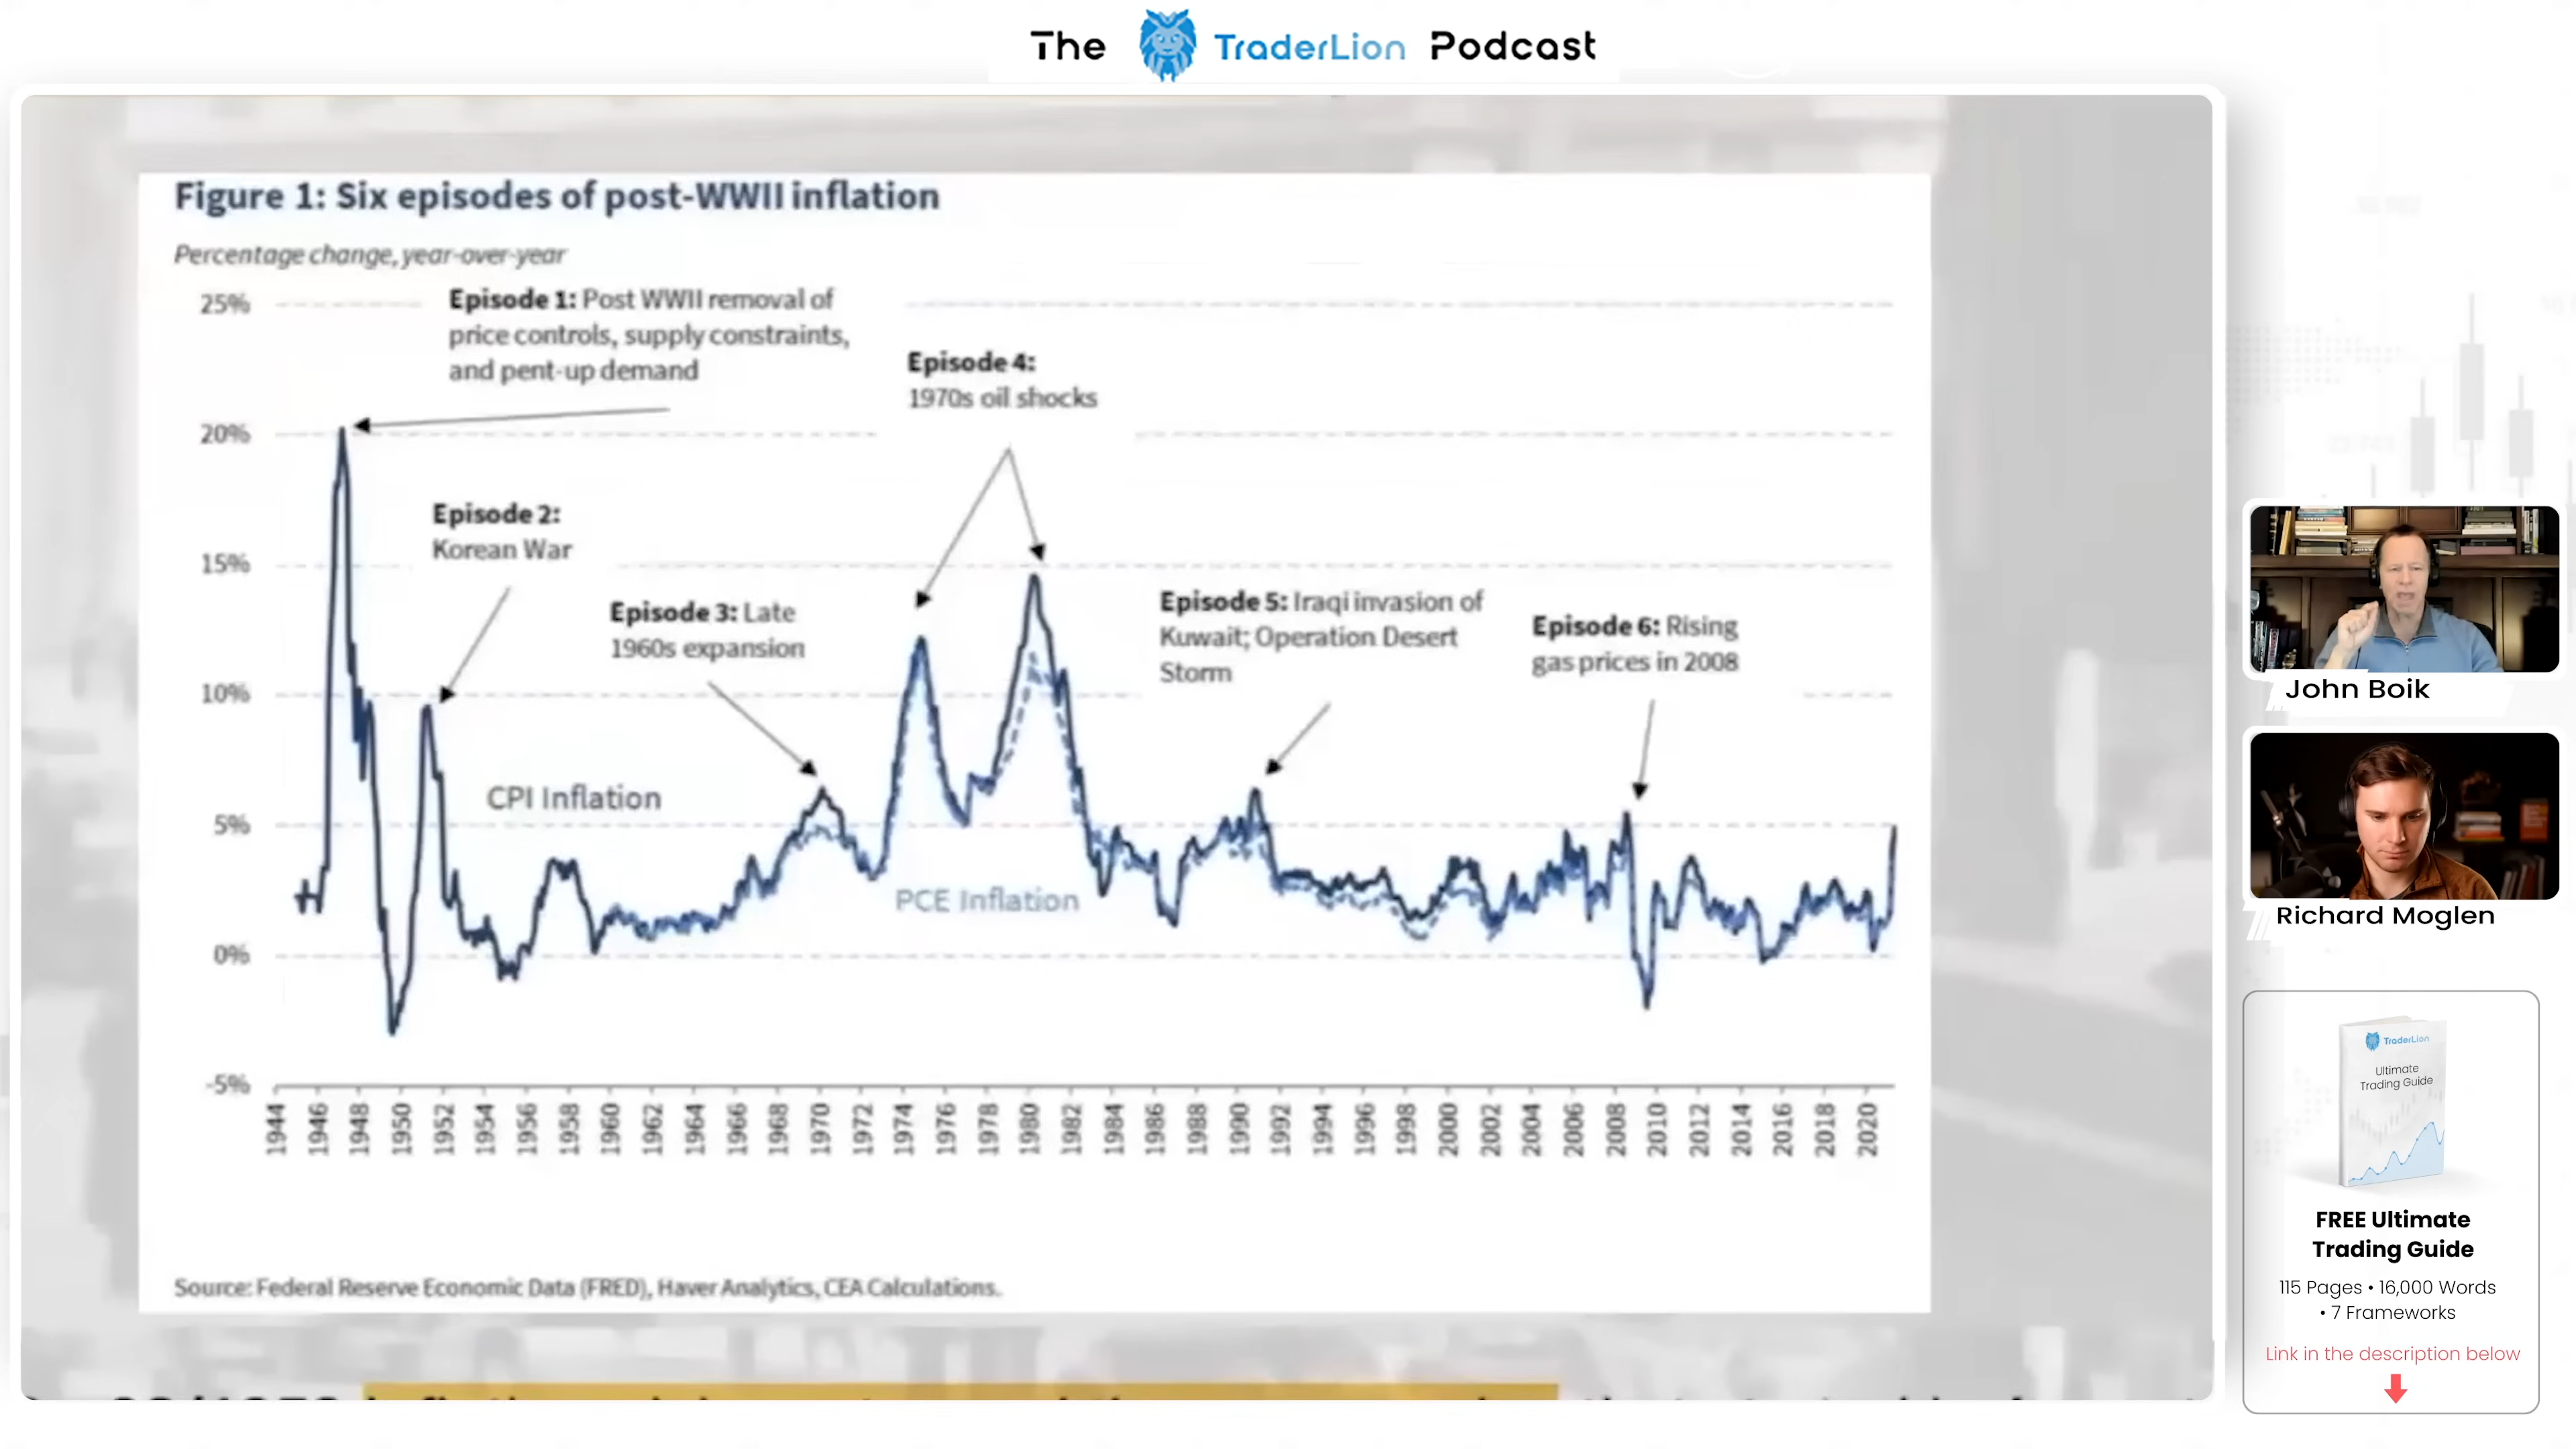 The TraderLion Podcast
Figure 1: Six episodes of post-WWII inflation
Percentage change, year-over-year
25%
20%
15%
10%
5%
0%
-5%
Episode 1: Post WWII removal of
price controls, supply constraints,
and pent-up demand
Episode 2:
Korean War
Episode 3: Late
1960s expansion
Episode 4:
1970s oil shocks
Episode 5: Iraqi invasion of
Kuwait; Operation Desert
Storm
Episode 6: Rising
gas prices in 2008
CPI Inflation
PCE Inflation
1944 1946 1948 1950 1952 1954 1956 1958 1960 1962 1964 1966 1968 1970 1972 1974 1976 1978 1980 1982 1984 1986 1988 1990 1992 1994 1996 1998 2000 2002 2004 2006 2008 2010 2012 2014 2016 2018 2020
Source: Federal Reserve Economic Data (FRED), Haver Analytics, CEA Calculations.
John Boik
Richard Moglen
TraderLion
Ultimate
Trading Guide
FREE Ultimate
Trading Guide
115 Pages • 16,000 Words
• 7 Frameworks
Link in the description below